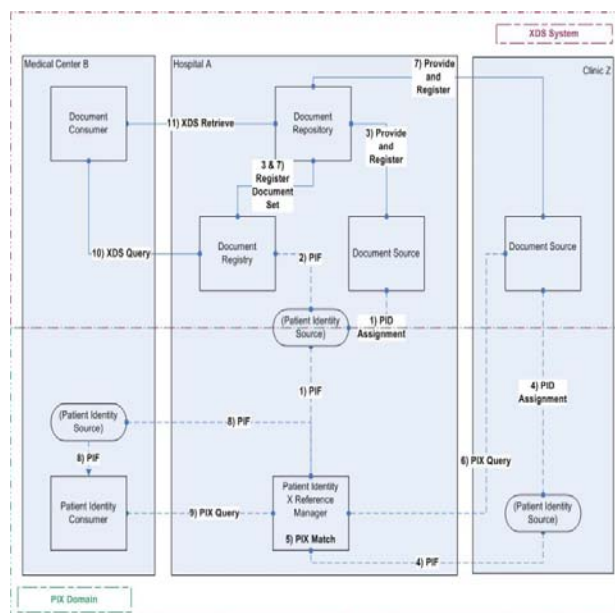 XDS System
Medical Center B
Hospital A
Clinic Z
7) Provide
and
Register
Document
Consumer
11) XDS Retrieve
Document
Repository
3) Provide
and
Register
3 & 7)
Register
Document
Set
10) XDS Query
Document
Registry
2) PIF
Document Source
Document Source
(Patient Identity
Source)
1) PID
Assignment
1) PIF
4) PID
Assignment
(Patient Identity
Source)
8) PIF
8) PIF
6) PIX Query
Patient Identity
Consumer
9) PIX Query
Patient Identity
X Reference
Manager
5) PIX Match
(Patient Identity
Source)
4) PIF
PIX Domain